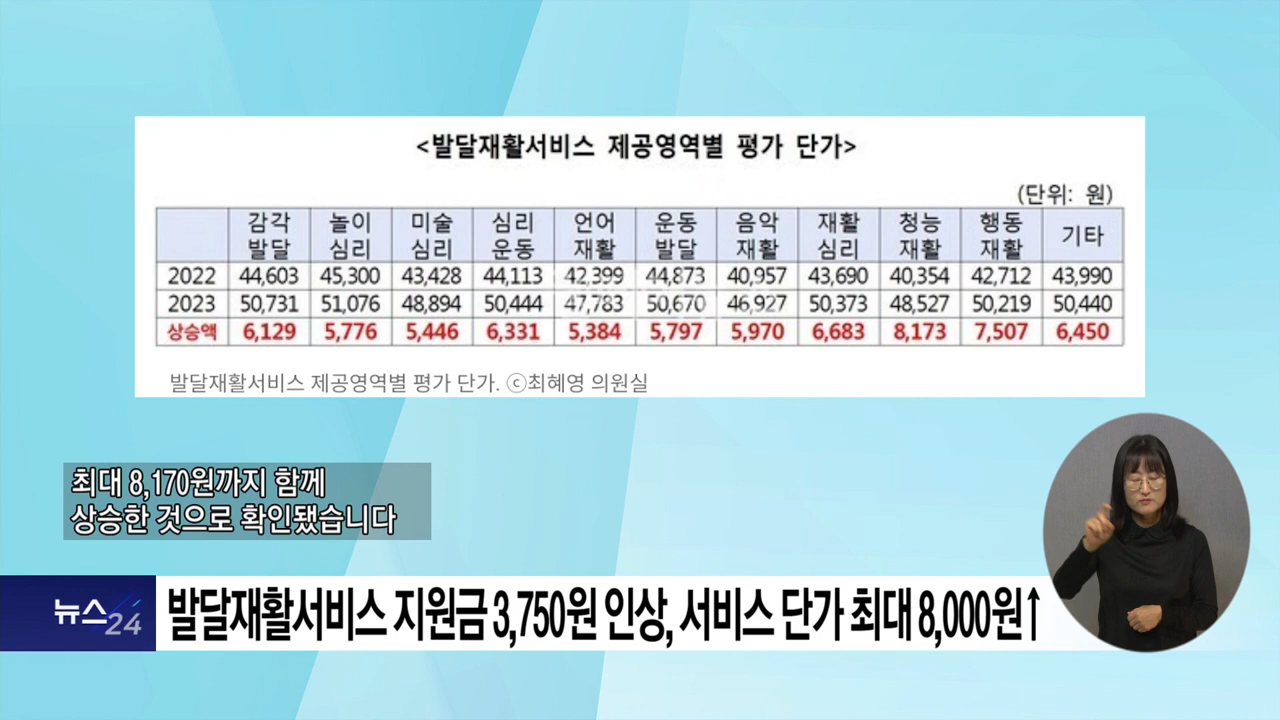 <발달재활서비스 제공영역별 평가 단가>
(단위: 원)
감각 발달 놀이 심리 미술 심리 심리 운동 언어 재활 운동 발달 음악 재활 재활 심리 청능 재활 행동 재활 기타
2022 44,603 45,300 43,428 44,113 42,399 44,873 40,957 43,690 40,354 42,712 43,990
2023 50,731 51,076 48,894 50,444 47,783 50,670 46,927 50,373 48,527 50,219 50,440
상승액 6,129 5,776 5,446 6,331 5,384 5,797 5,970 6,683 8,173 7,507 6,450
발달재활서비스 제공영역별 평가 단가. ⓒ최혜영 의원실
최대 8,170원까지 함께
상승한 것으로 확인됐습니다
뉴스24
발달재활서비스 지원금 3,750원 인상, 서비스 단가 최대 8,000원↑